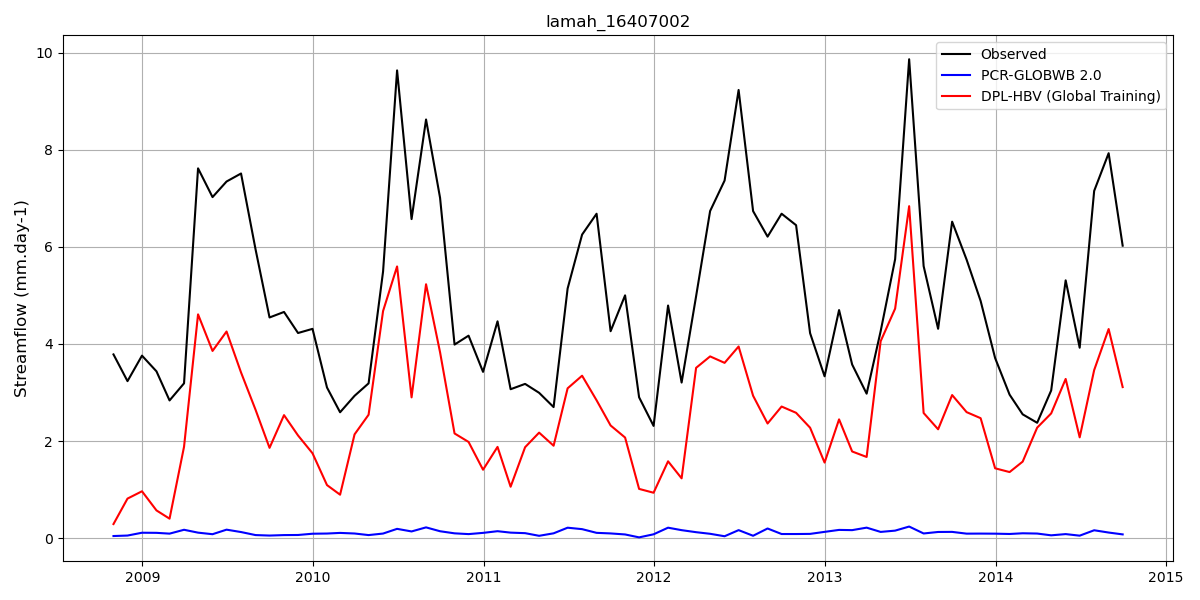 lamah_16407002
Streamflow (mm.day-1)
10
8
6
4
2
0
Observed
PCR-GLOBWB 2.0
DPL-HBV (Global Training)
2009
2010
2011
2012
2013
2014
2015